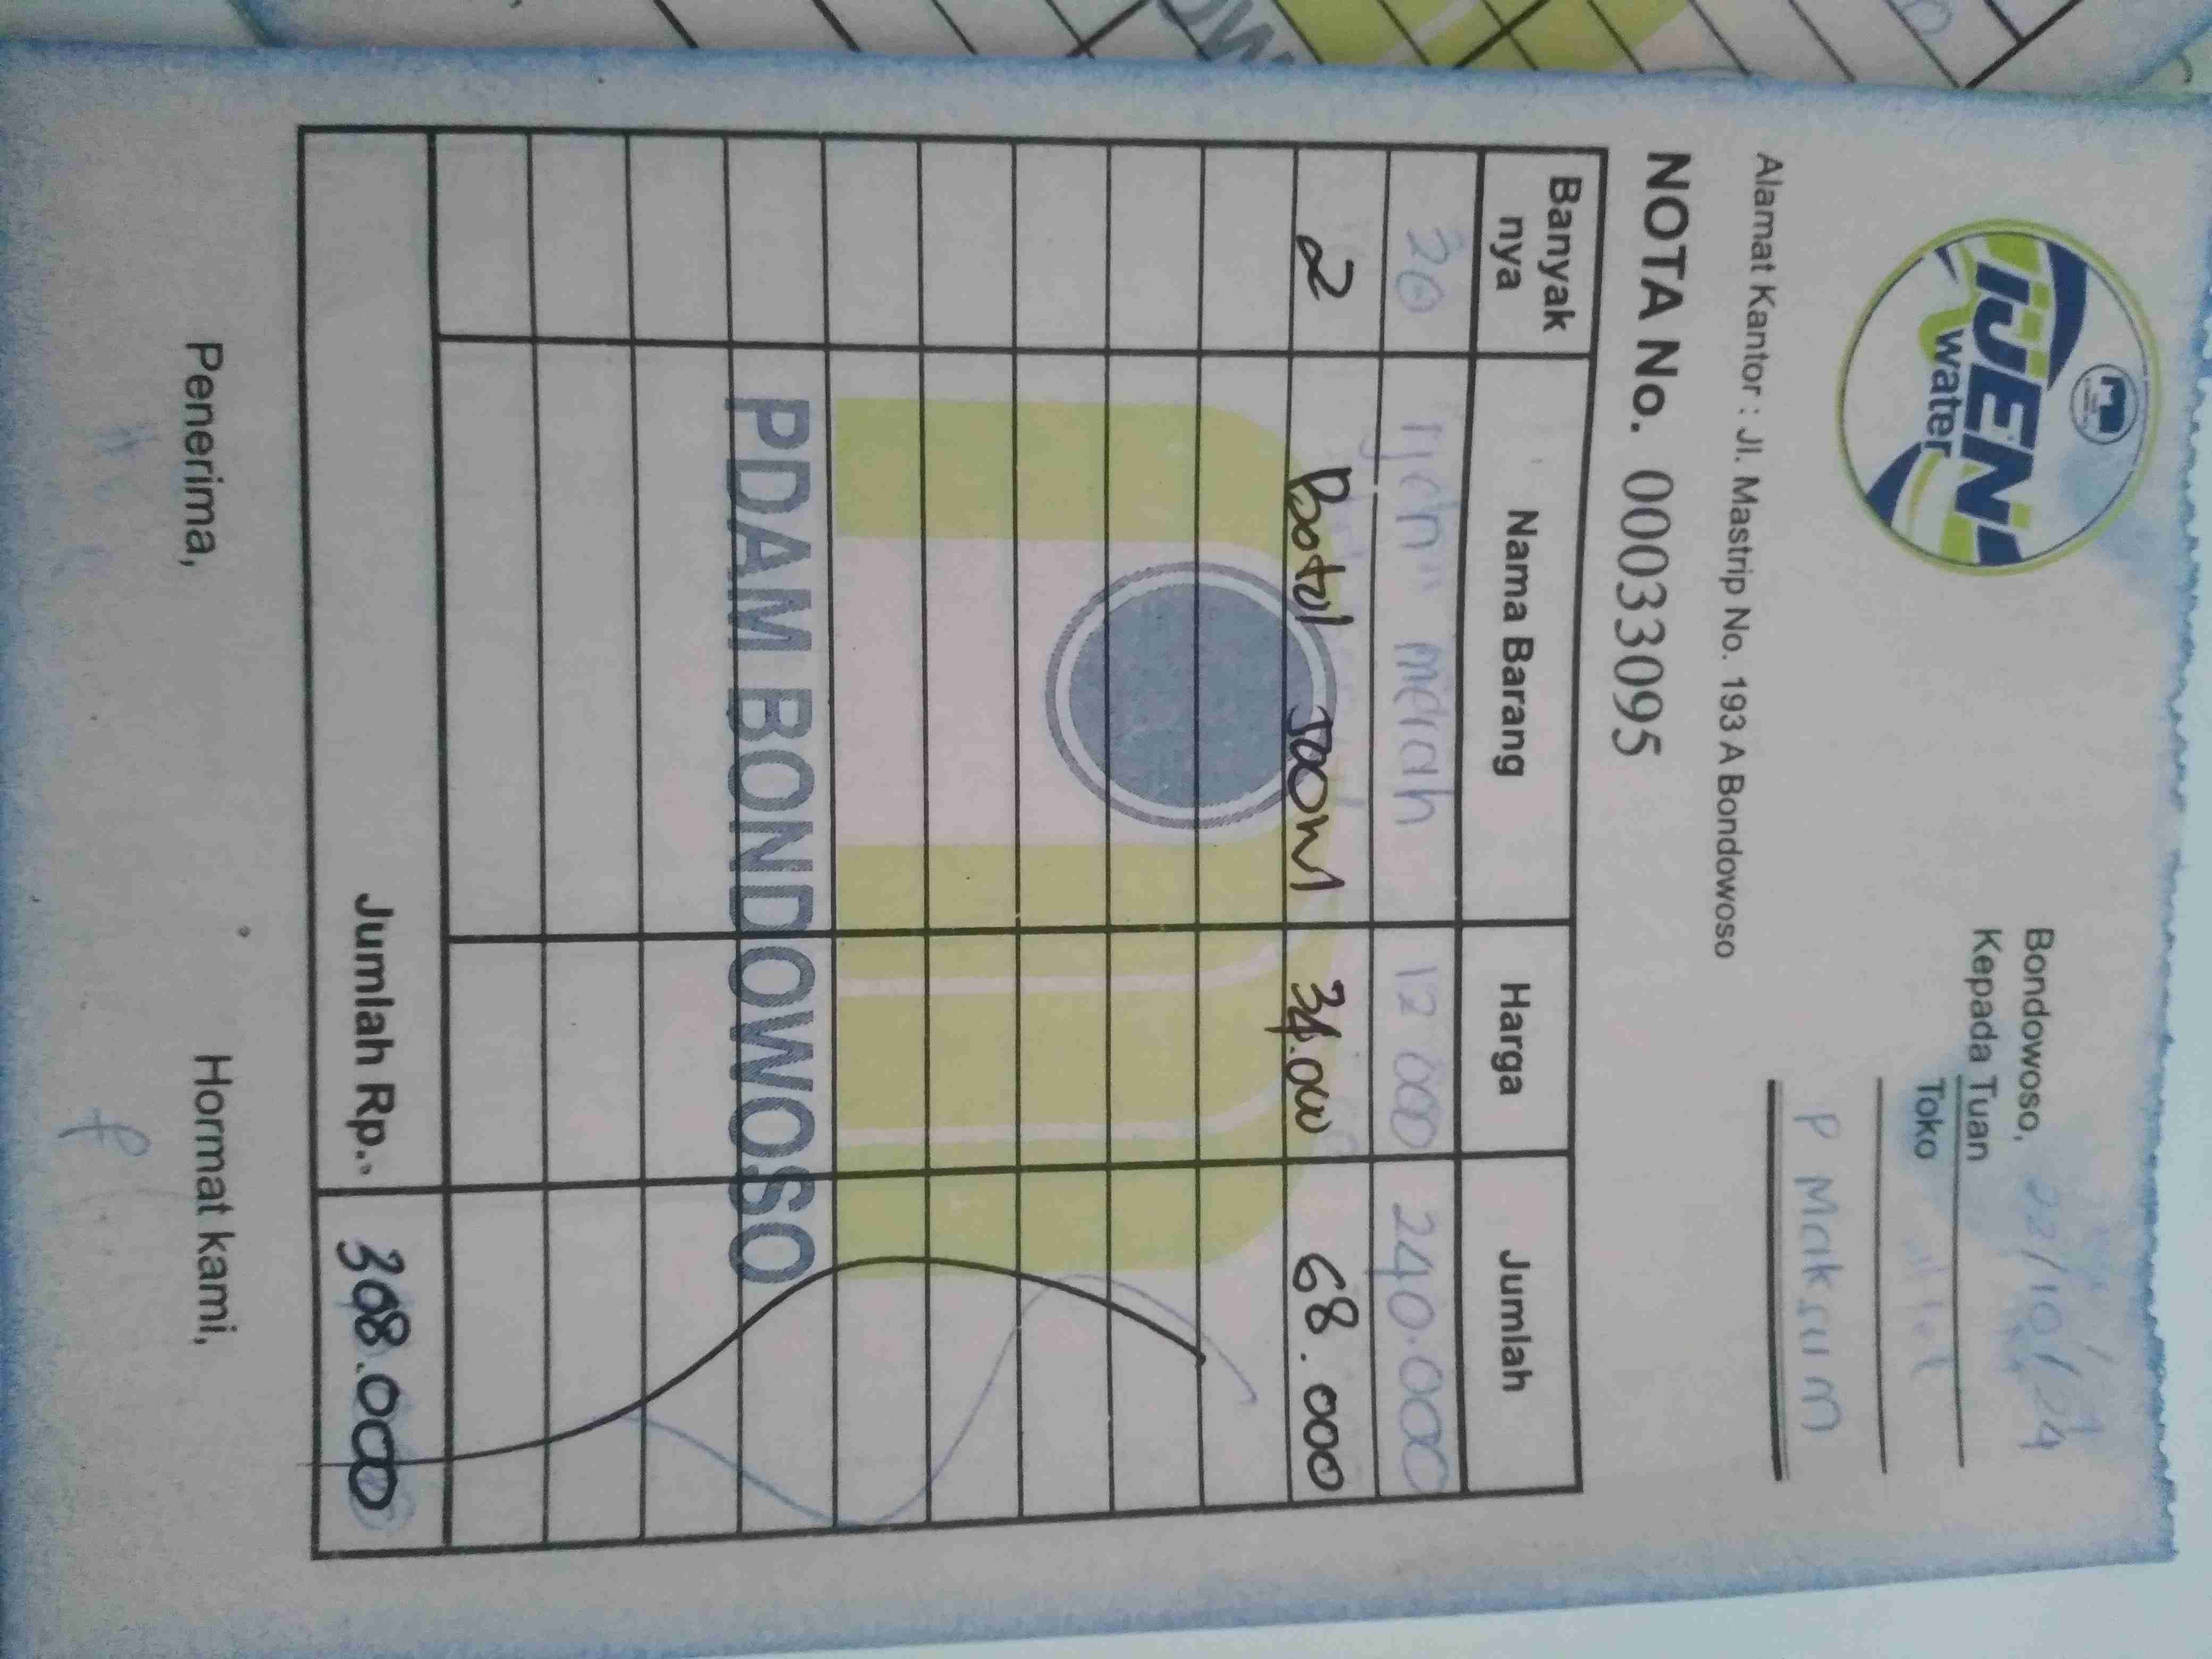 IJEN
water
Bondowoso, 22/10/24
Kepada Tuan
Toko
P Maksum
Alamat Kantor : Jl. Mastrip No. 193 A Bondowoso
NOTA No. 00033095
Banyak nya Nama Barang Harga Jumlah
20 Ijen merah 12 000 240.000
2 Botol 500ml 34.000 68.000
PDAM BONDOWOSO
Jumlah Rp.. 308.000
Penerima, Hormat kami,